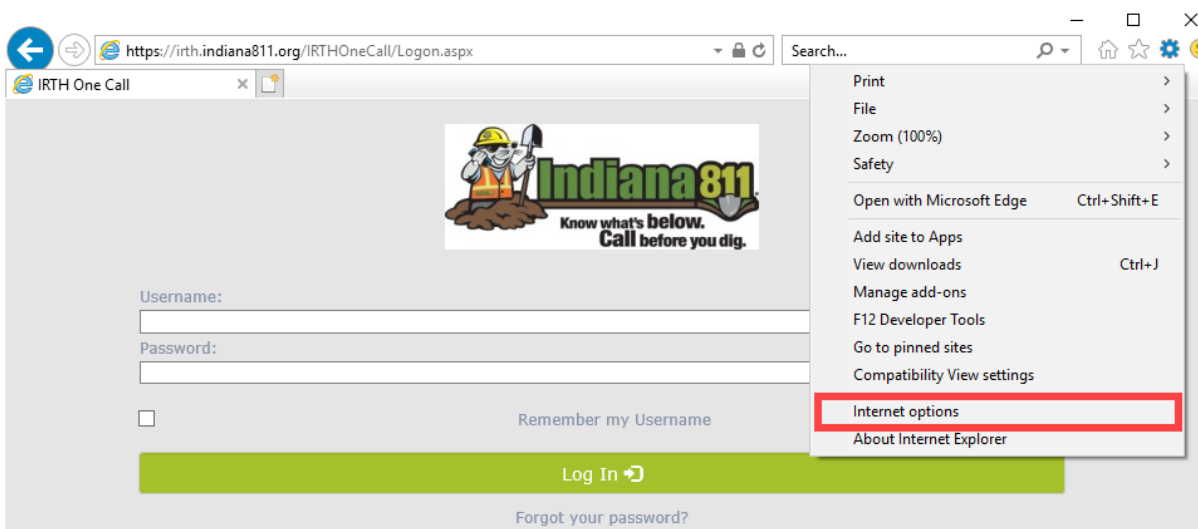 https://irth.indiana811.org/IRTHOneCall/Logon.aspx
Search...
IRTH One Call
Print
File
Zoom (100%)
Safety
Open with Microsoft Edge Ctrl+Shift+E
Add site to Apps
View downloads Ctrl+J
Manage add-ons
F12 Developer Tools
Go to pinned sites
Compatibility View settings
Internet options
About Internet Explorer
Indiana811
Know what's below.
Call before you dig.
Username:
Password:
Remember my Username
Log In
Forgot your password?